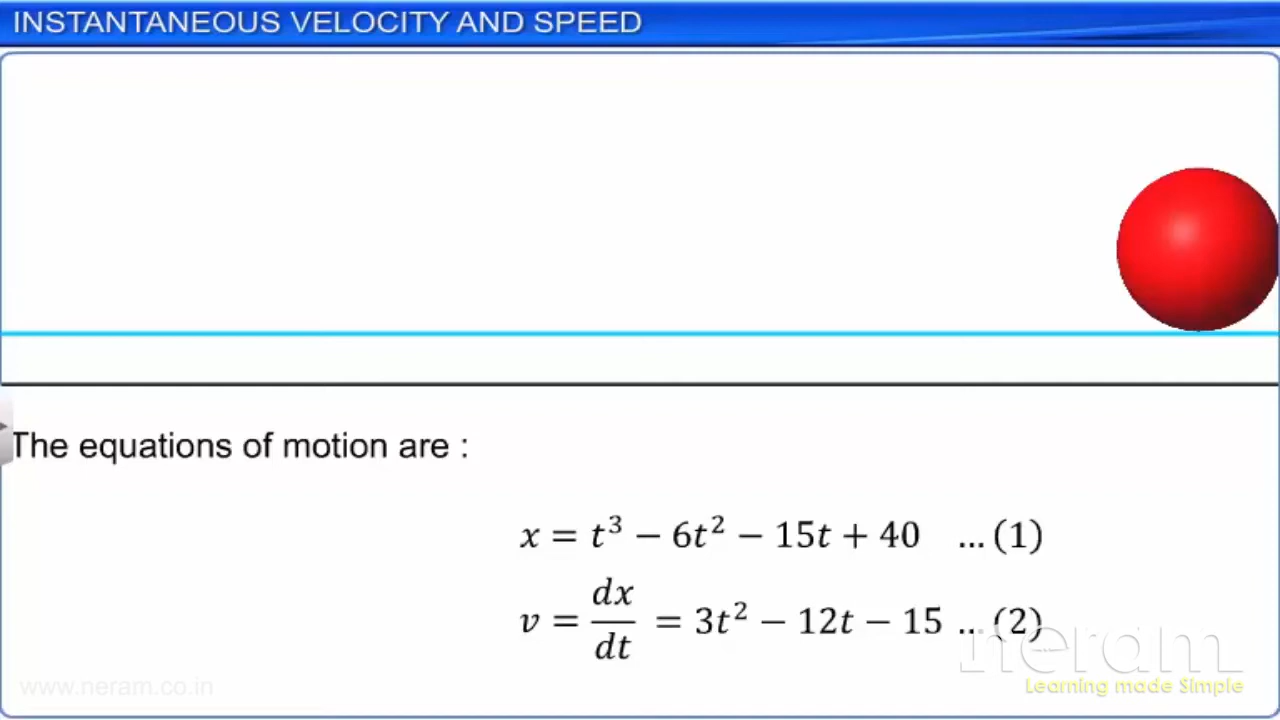 INSTANTANEOUS VELOCITY AND SPEED
The equations of motion are :
x = t³ − 6t² − 15t + 40 ... (1)
v = dx/dt = 3t² − 12t − 15 ... (2)
neram
Learning made Simple
www.neram.co.in